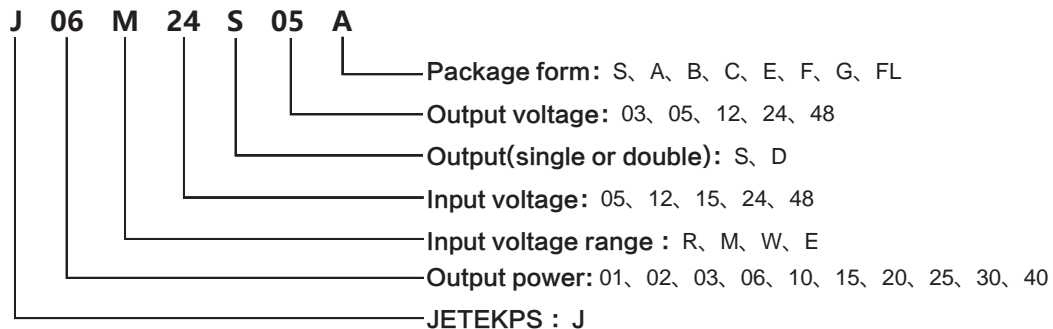 J 06 M 24 S 05 A
Package form: S、A、B、C、E、F、G、FL
Output voltage: 03、05、12、24、48
Output(single or double): S、D
Input voltage: 05、12、15、24、48
Input voltage range : R、M、W、E
Output power: 01、02、03、06、10、15、20、25、30、40
JETEKPS : J